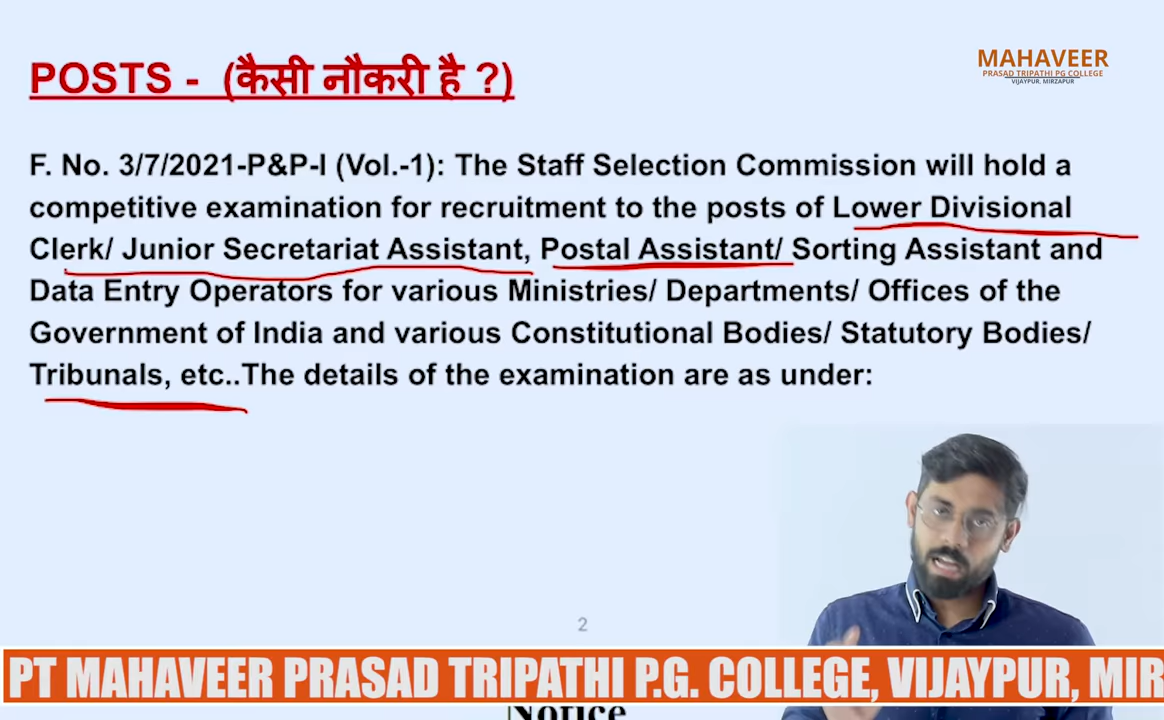 POSTS - (कैसी नौकरी है ?)
MAHAVEER
PRASAD TRIPATHI PG COLLEGE
VIJAYPUR, MIRZAPUR
F. No. 3/7/2021-P&P-I (Vol.-1): The Staff Selection Commission will hold a
competitive examination for recruitment to the posts of Lower Divisional
Clerk/ Junior Secretariat Assistant, Postal Assistant/ Sorting Assistant and
Data Entry Operators for various Ministries/ Departments/ Offices of the
Government of India and various Constitutional Bodies/ Statutory Bodies/
Tribunals, etc..The details of the examination are as under:
2
PT MAHAVEER PRASAD TRIPATHI P.G. COLLEGE, VIJAYPUR, MIR
Notice